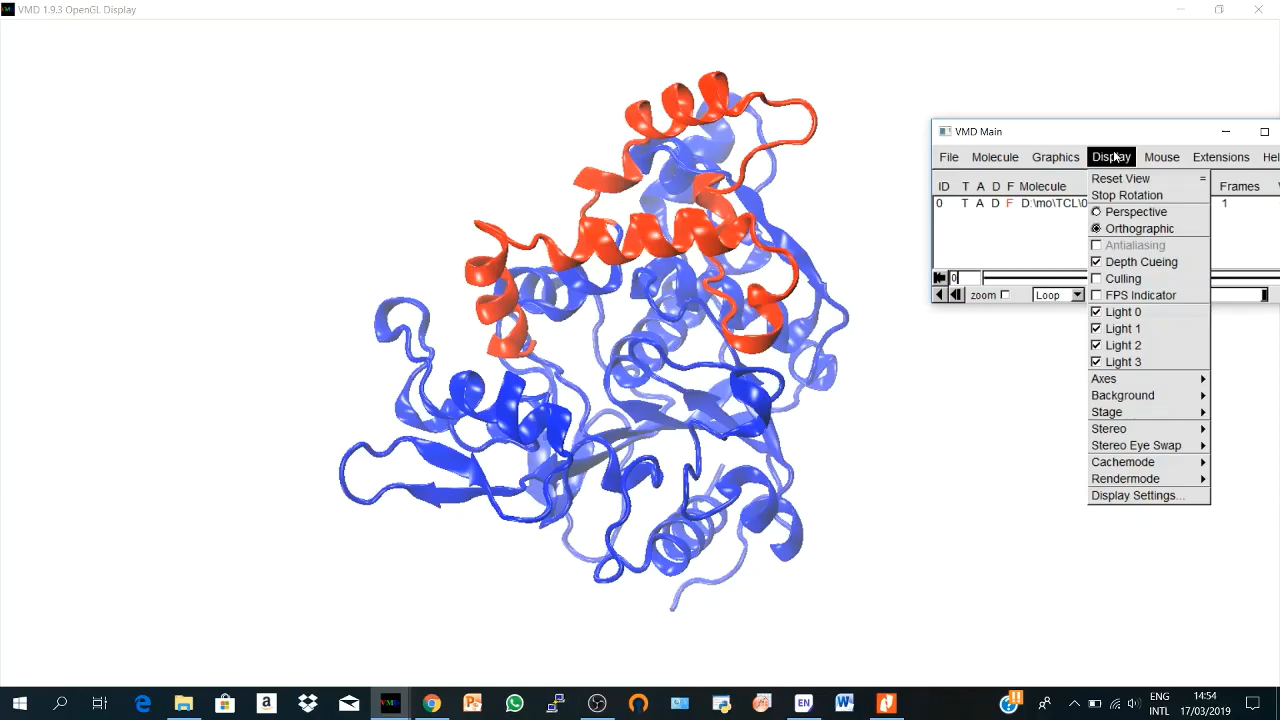 VMD 1.9.3 OpenGL Display
VMD Main
File Molecule Graphics Display Mouse Extensions Hel
ID T A D F Molecule Frames
0 T A D F D:\mo\TCL\0 1
Reset View =
Stop Rotation
Perspective
Orthographic
Antialiasing
Depth Cueing
Culling
FPS Indicator
Light 0
Light 1
Light 2
Light 3
Axes
Background
Stage
Stereo
Stereo Eye Swap
Cachemode
Rendermode
Display Settings...
0
zoom Loop
EN
ENG
INTL
14:54
17/03/2019